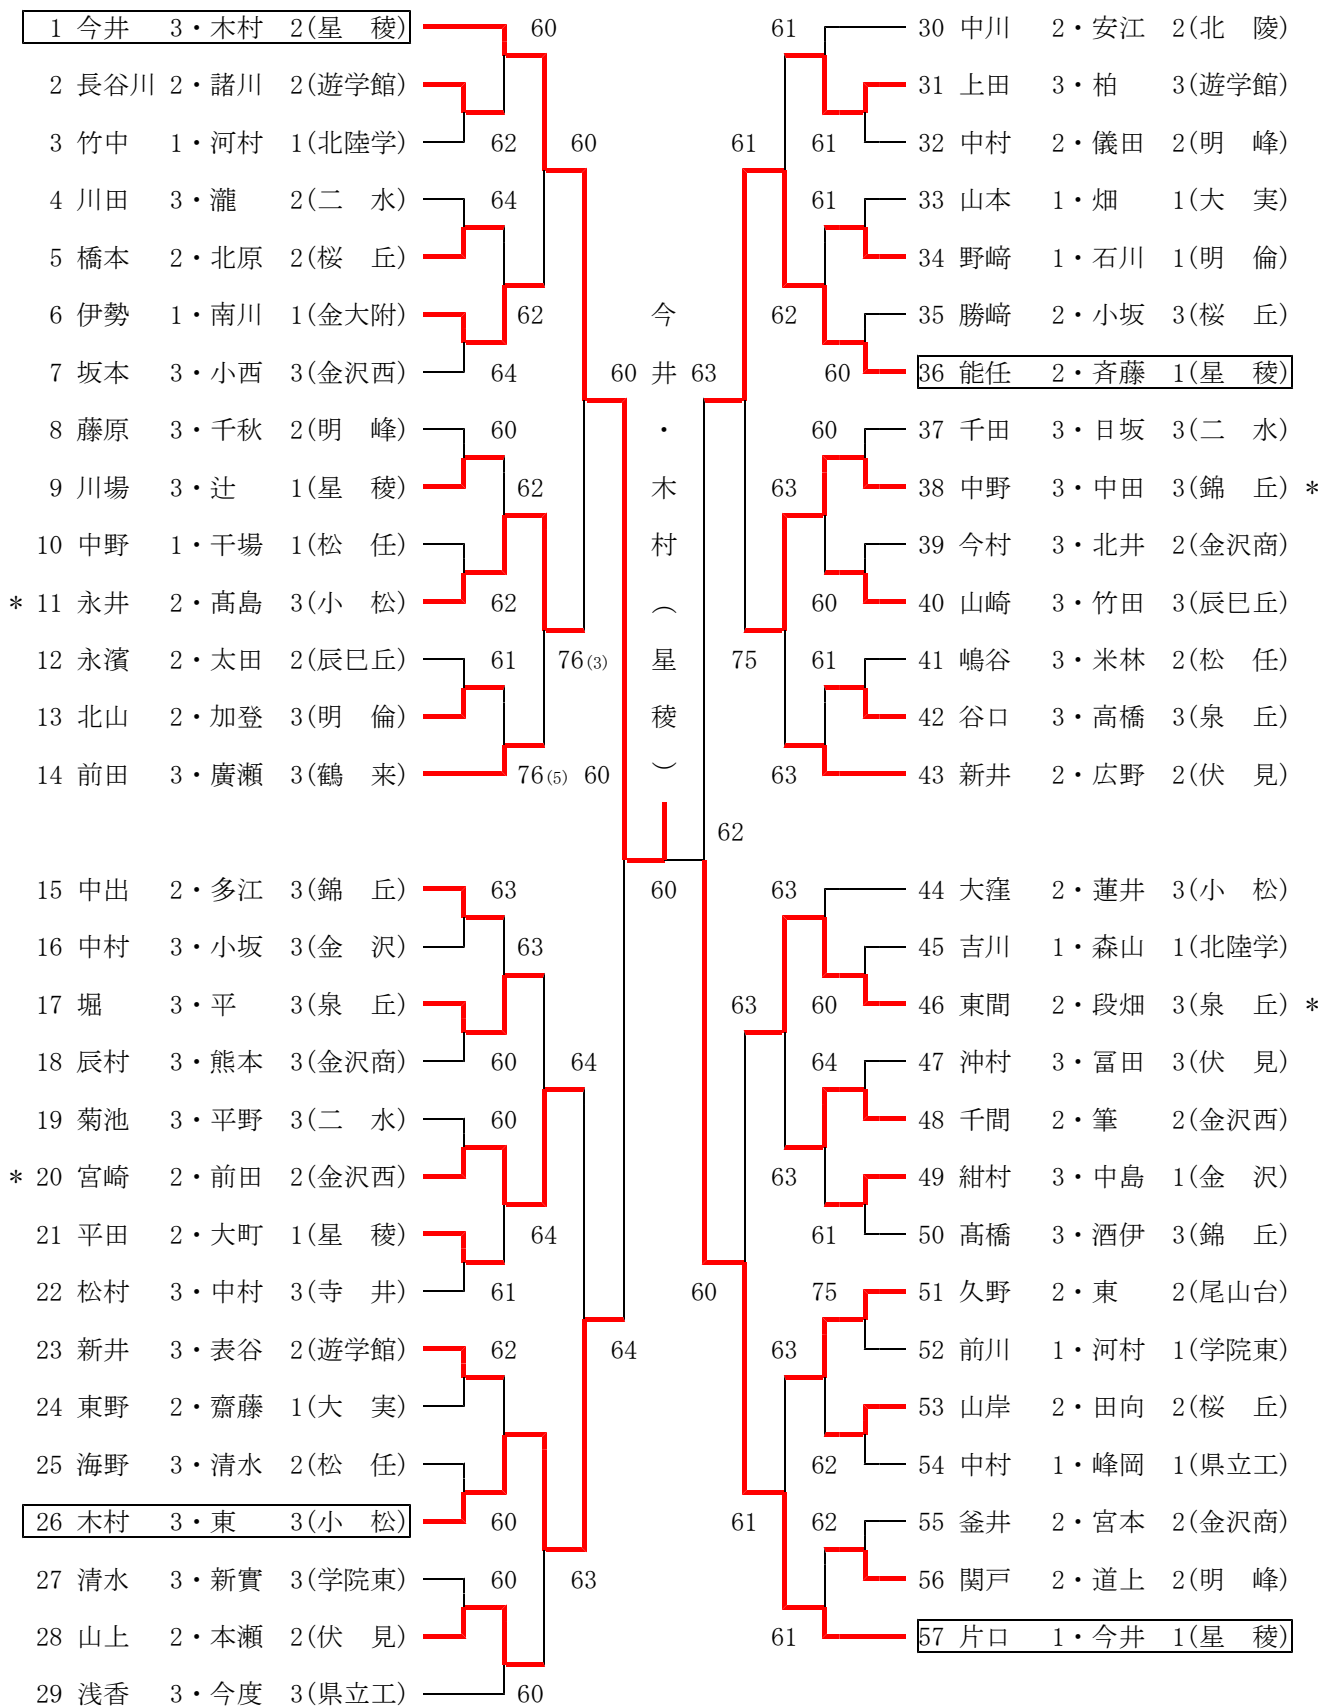 1 今井 3・木村 2(星 稜)
2 長谷川 2・諸川 2(遊学館)
3 竹中 1・河村 1(北陸学)
4 川田 3・瀧 2(二 水)
5 橋本 2・北原 2(桜 丘)
6 伊勢 1・南川 1(金大附)
7 坂本 3・小西 3(金沢西)
8 藤原 3・千秋 2(明 峰)
9 川場 3・辻 1(星 稜)
10 中野 1・干場 1(松 任)
* 11 永井 2・髙島 3(小 松)
12 永濱 2・太田 2(辰巳丘)
13 北山 2・加登 3(明 倫)
14 前田 3・廣瀬 3(鶴 来)
15 中出 2・多江 3(錦 丘)
16 中村 3・小坂 3(金 沢)
17 堀 3・平 3(泉 丘)
18 辰村 3・熊本 3(金沢商)
19 菊池 3・平野 3(二 水)
* 20 宮崎 2・前田 2(金沢西)
21 平田 2・大町 1(星 稜)
22 松村 3・中村 3(寺 井)
23 新井 3・表谷 2(遊学館)
24 東野 2・齋藤 1(大 実)
25 海野 3・清水 2(松 任)
26 木村 3・東 3(小 松)
27 清水 3・新實 3(学院東)
28 山上 2・本瀬 2(伏 見)
29 浅香 3・今度 3(県立工)
60
62
64
64
60
62
61
63
60
60
61
62
60
60
62
62
76(5)
63
64
60
60
76(3)
64
63
60
64
60
今井・木村(星稜)
60
62
63
60
61
75
63
61
62
63
63
63
63
61
61
61
61
60
60
60
61
63
60
64
61
75
62
62
30 中川 2・安江 2(北 陵)
31 上田 3・柏 3(遊学館)
32 中村 2・儀田 2(明 峰)
33 山本 1・畑 1(大 実)
34 野﨑 1・石川 1(明 倫)
35 勝﨑 2・小坂 3(桜 丘)
36 能任 2・斉藤 1(星 稜)
37 千田 3・日坂 3(二 水)
38 中野 3・中田 3(錦 丘) *
39 今村 3・北井 2(金沢商)
40 山崎 3・竹田 3(辰巳丘)
41 嶋谷 3・米林 2(松 任)
42 谷口 3・高橋 3(泉 丘)
43 新井 2・広野 2(伏 見)
44 大窪 2・蓮井 3(小 松)
45 吉川 1・森山 1(北陸学)
46 東間 2・段畑 3(泉 丘) *
47 沖村 3・冨田 3(伏 見)
48 千間 2・筆 2(金沢西)
49 紺村 3・中島 1(金 沢)
50 髙橋 3・酒伊 3(錦 丘)
51 久野 2・東 2(尾山台)
52 前川 1・河村 1(学院東)
53 山岸 2・田向 2(桜 丘)
54 中村 1・峰岡 1(県立工)
55 釜井 2・宮本 2(金沢商)
56 関戸 2・道上 2(明 峰)
57 片口 1・今井 1(星 稜)